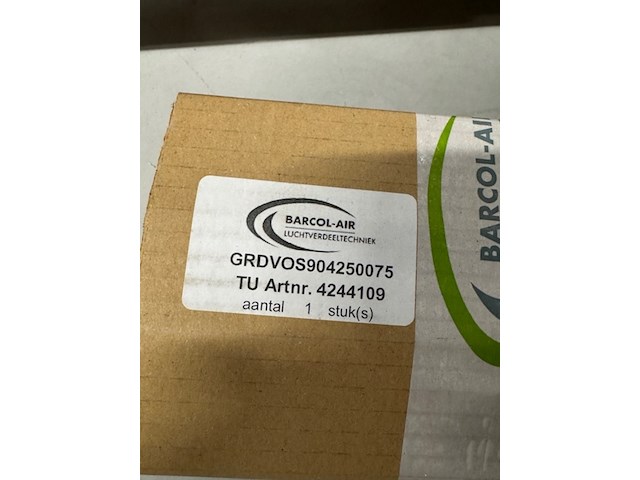 BARCOL-AIR
LUCHTVERDEELTECHNIEK
GRDVOS904250075
TU Artnr. 4244109
aantal 1 stuk(s)
BARCOL-AI